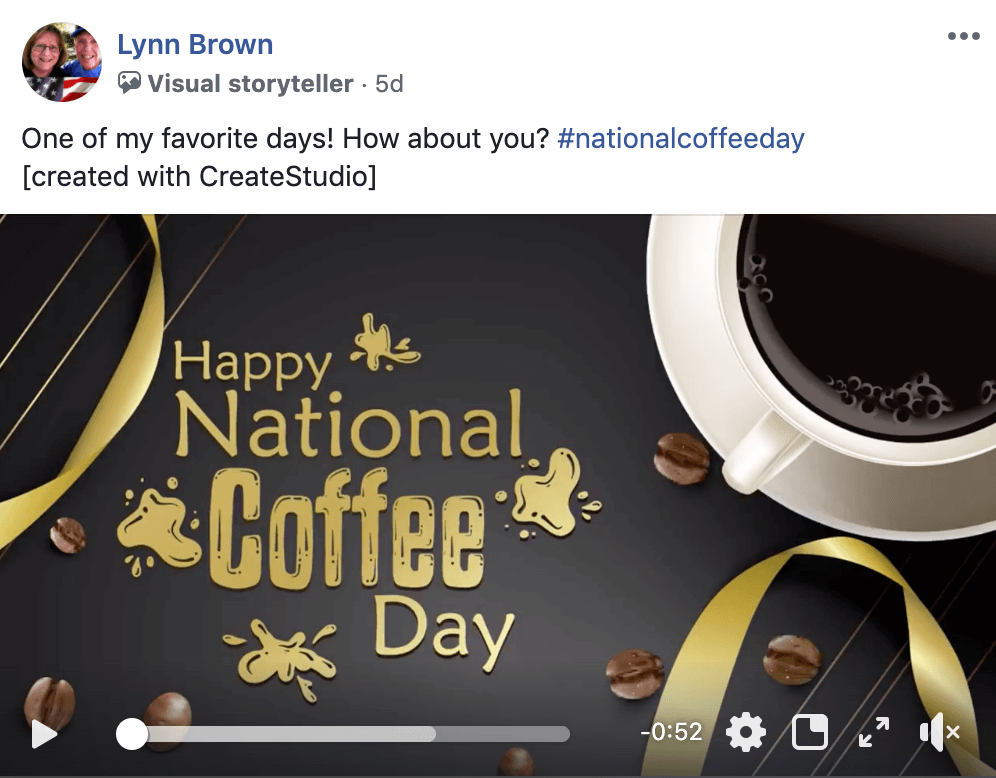 Lynn Brown
Visual storyteller · 5d
One of my favorite days! How about you? #nationalcoffeeday
[created with CreateStudio]
Happy
National
Coffee
Day
-0:52